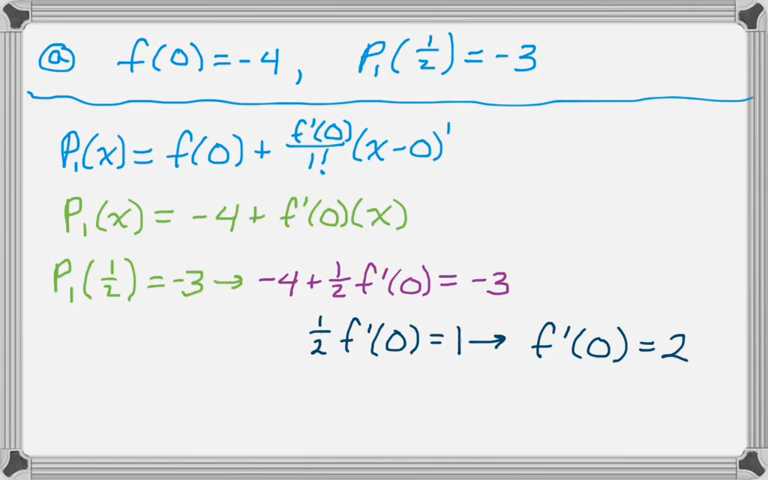 ⓐ f(0) = -4, P₁(1/2) = -3
P₁(x) = f(0) + f'(0)/1! (x-0)¹
P₁(x) = -4 + f'(0)(x)
P₁(1/2) = -3 → -4 + 1/2 f'(0) = -3
1/2 f'(0) = 1 → f'(0) = 2